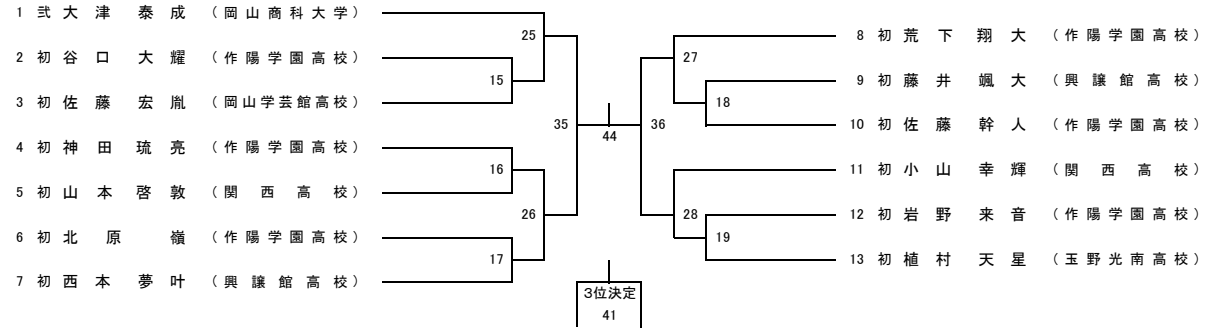 1 弐 大津 泰成 (岡山商科大学)
2 初 谷口 大耀 (作陽学園高校)
3 初 佐藤 宏胤 (岡山学芸館高校)
4 初 神田 琉亮 (作陽学園高校)
5 初 山本 啓敦 (関西高校)
6 初 北原 嶺 (作陽学園高校)
7 初 西本 夢叶 (興譲館高校)
25
15
16
26
17
35
44
36
3位決定
41
27
18
28
19
8 初 荒下 翔大 (作陽学園高校)
9 初 藤井 颯大 (興譲館高校)
10 初 佐藤 幹人 (作陽学園高校)
11 初 小山 幸輝 (関西高校)
12 初 岩野 来音 (作陽学園高校)
13 初 植村 天星 (玉野光南高校)